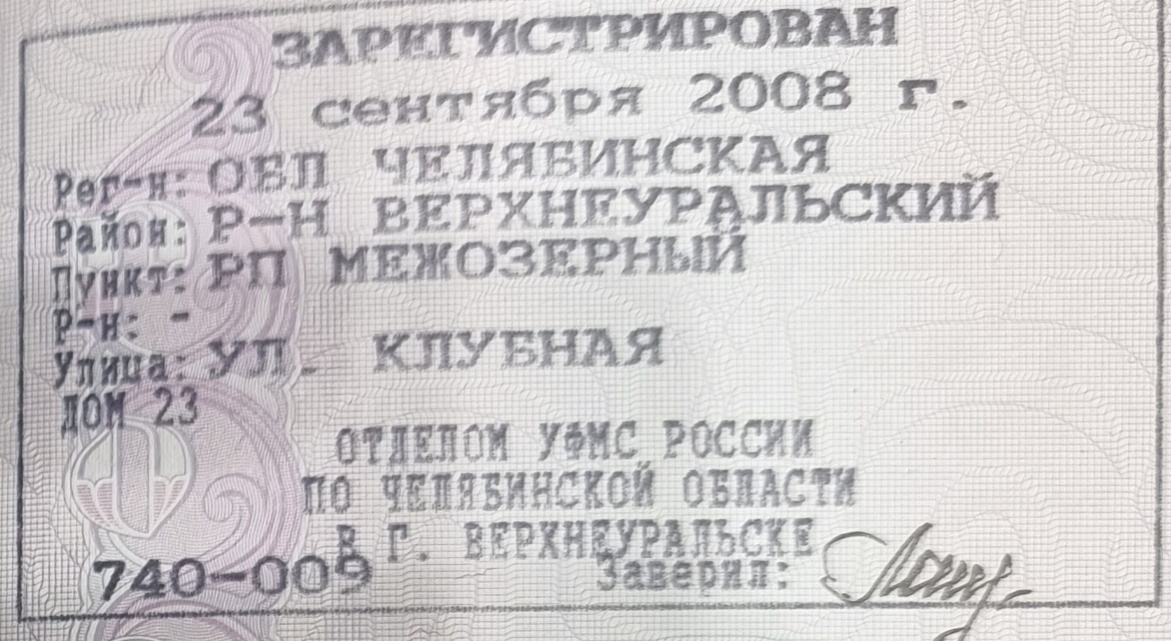 ЗАРЕГИСТРИРОВАН
23 сентября 2008 г.
Рег-н: ОБЛ ЧЕЛЯБИНСКАЯ
Район: Р-Н ВЕРХНЕУРАЛЬСКИЙ
Пункт: РП МЕЖОЗЕРНЫЙ
Р-н: -
Улица: УЛ. КЛУБНАЯ
ДОМ 23
ОТДЕЛОМ УФМС РОССИИ
ПО ЧЕЛЯБИНСКОЙ ОБЛАСТИ
В Г. ВЕРХНЕУРАЛЬСКЕ
740-009 Заверил: